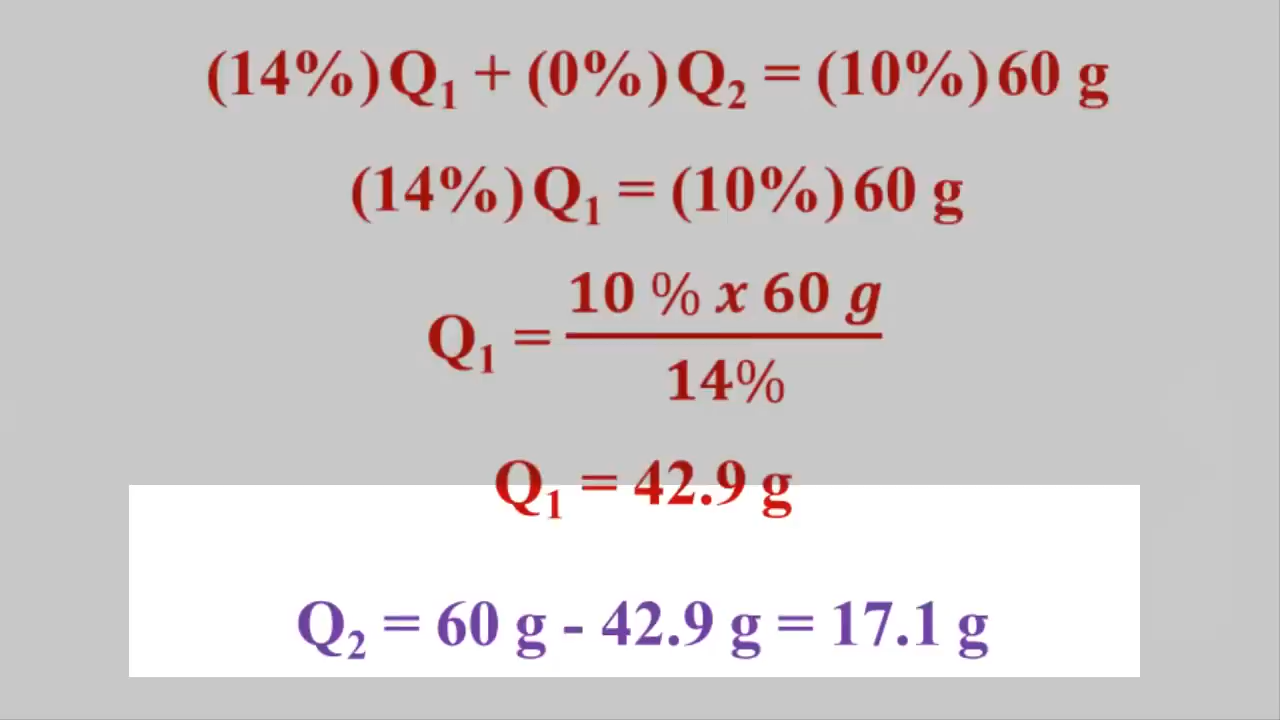 (14%)Q₁ + (0%)Q₂ = (10%)60 g
(14%)Q₁ = (10%)60 g
Q₁ = 10 % x 60 g / 14%
Q₁ = 42.9 g
Q₂ = 60 g - 42.9 g = 17.1 g